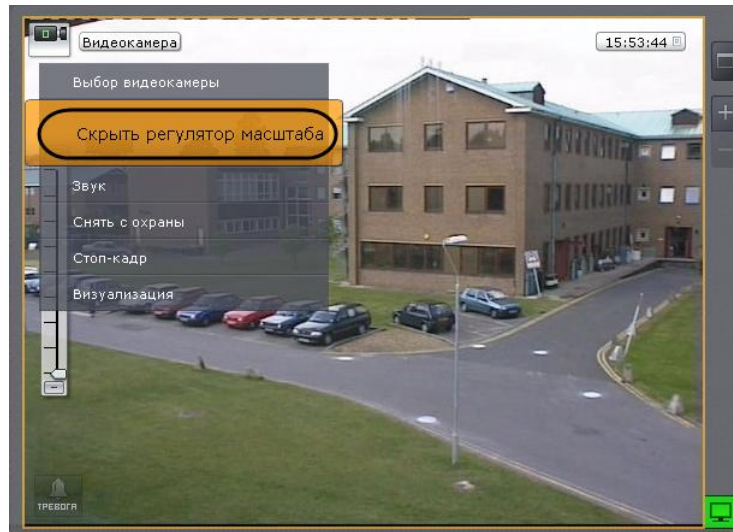 Видеокамера
15:53:44
Выбор видеокамеры
Скрыть регулятор масштаба
Звук
Снять с охраны
Стоп-кадр
Визуализация
ТРЕВОГА